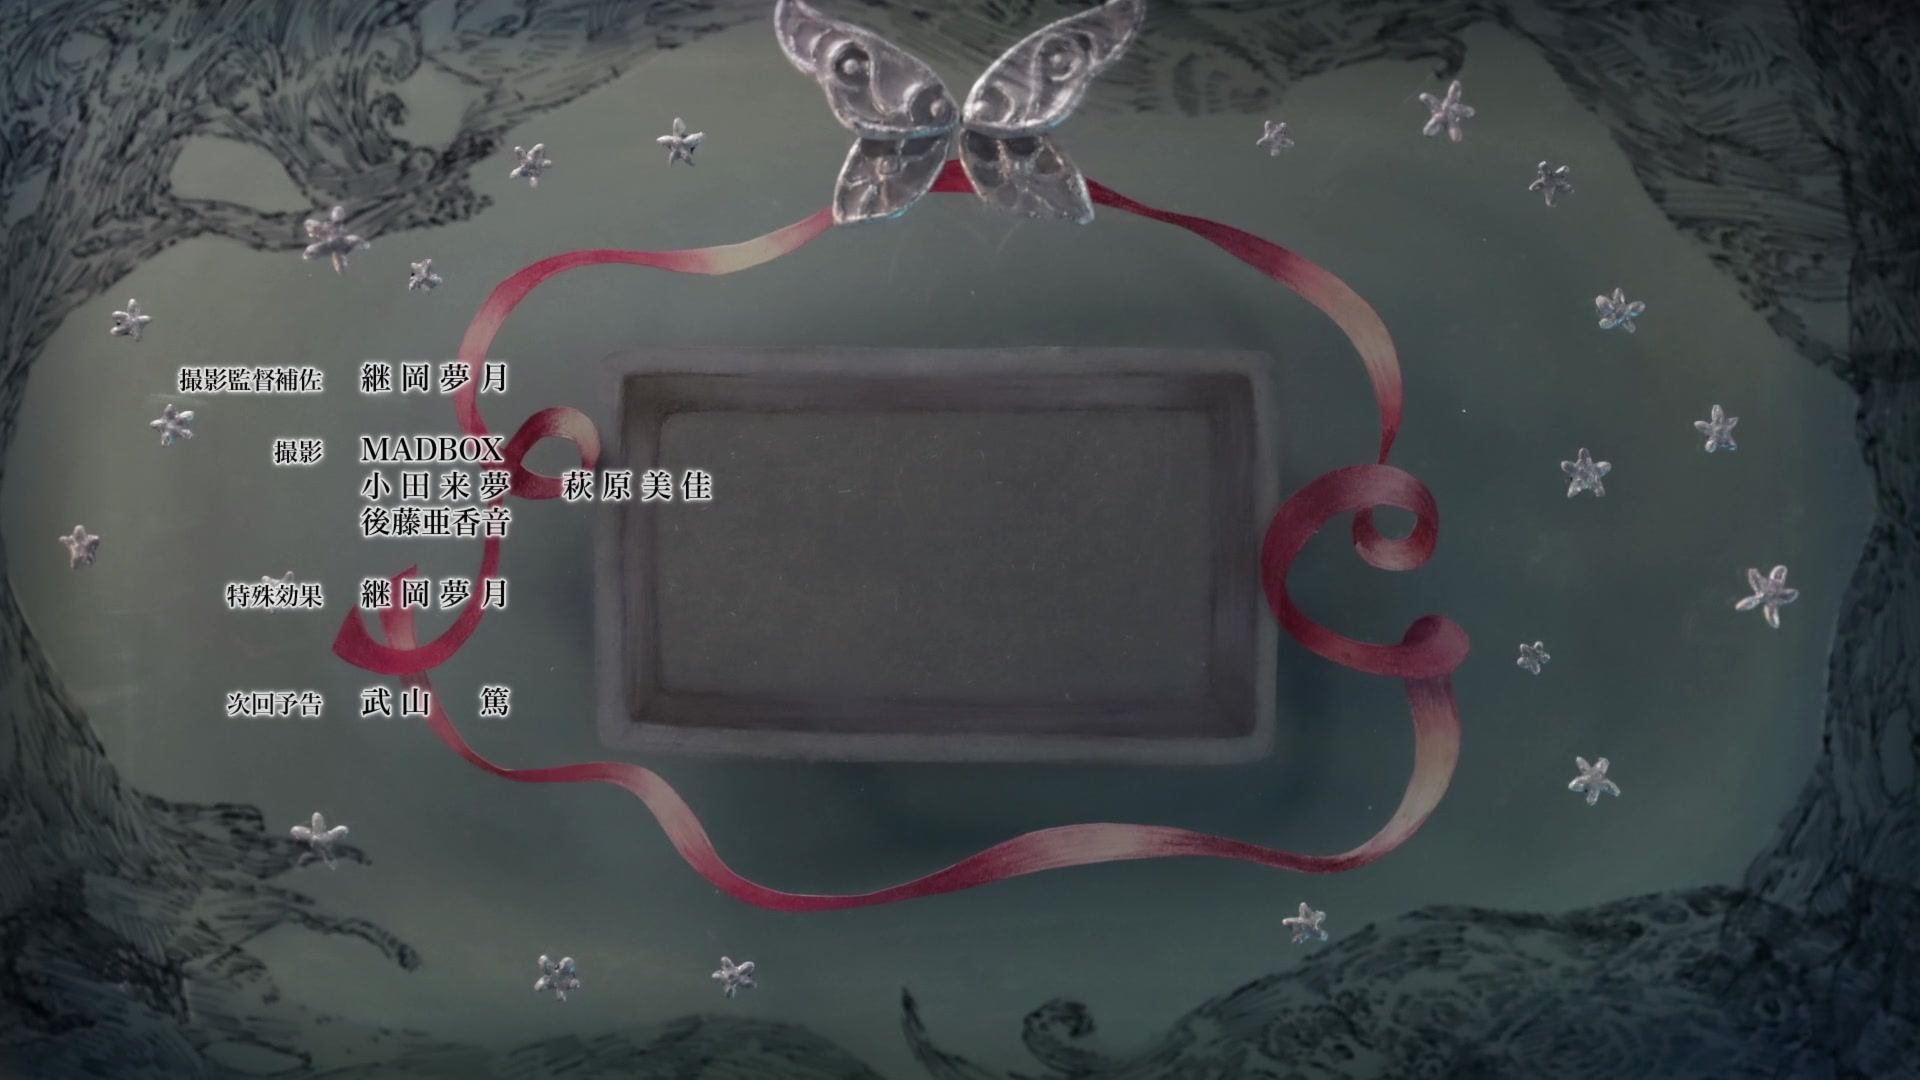 撮影監督補佐 継岡夢月
撮影 MADBOX
小田来夢 萩原美佳
後藤亜香音
特殊効果 継岡夢月
次回予告 武山 篤